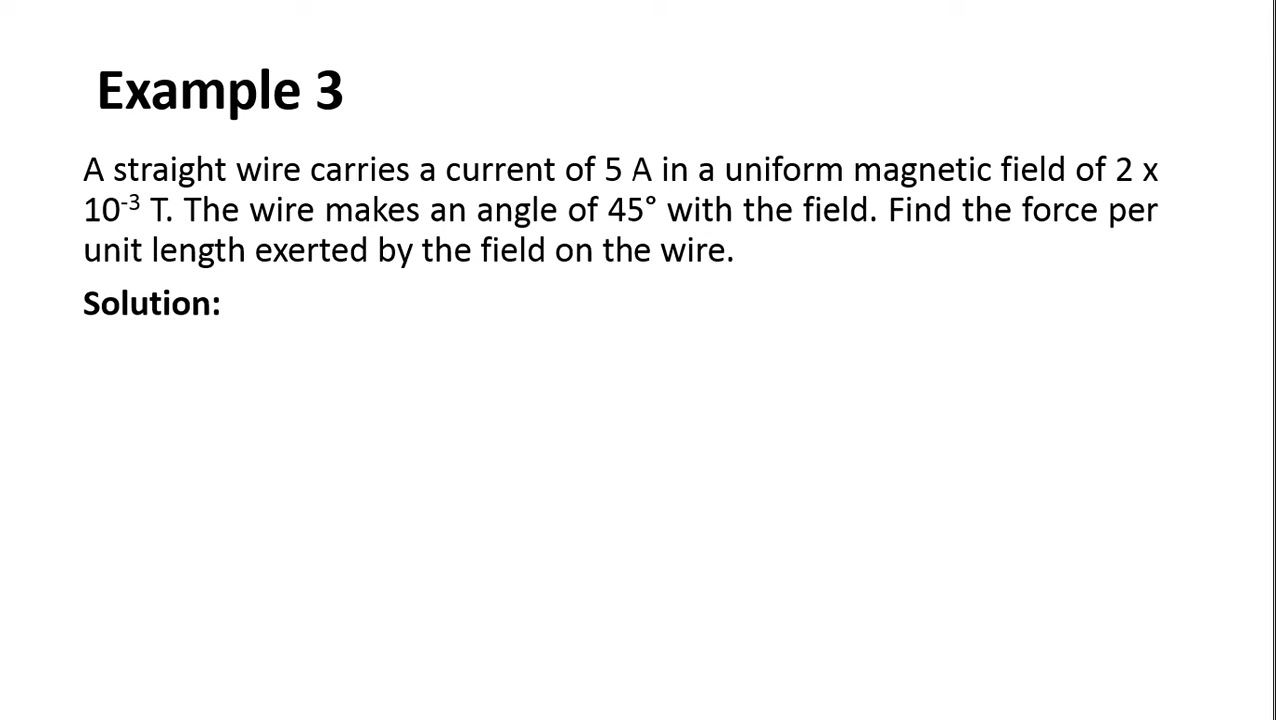 Example 3
A straight wire carries a current of 5 A in a uniform magnetic field of 2 x
10⁻³ T. The wire makes an angle of 45° with the field. Find the force per
unit length exerted by the field on the wire.
Solution: